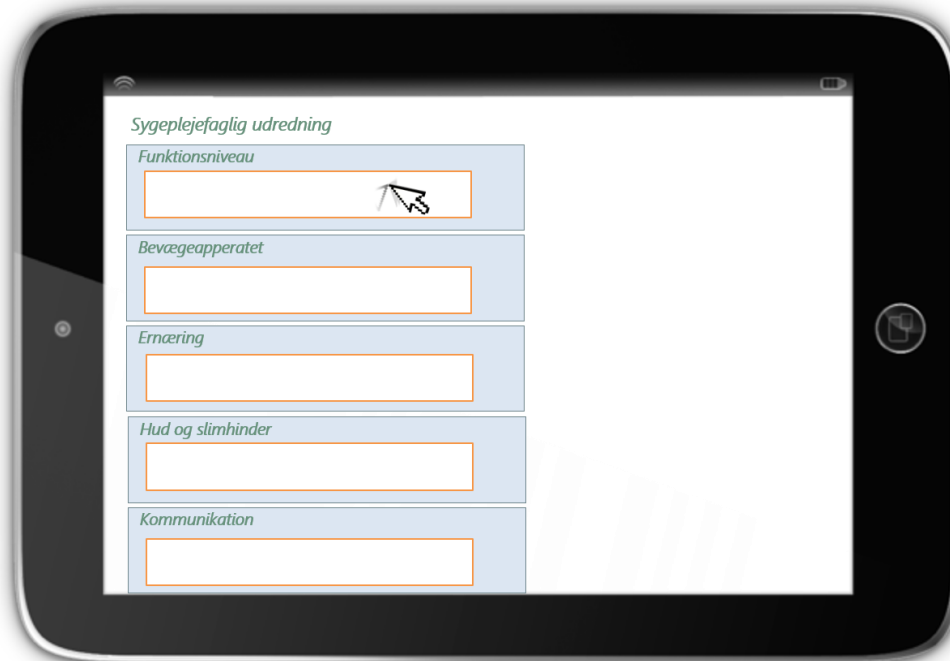 Sygeplejefaglig udredning
Funktionsniveau
Bevægeapperatet
Ernæring
Hud og slimhinder
Kommunikation